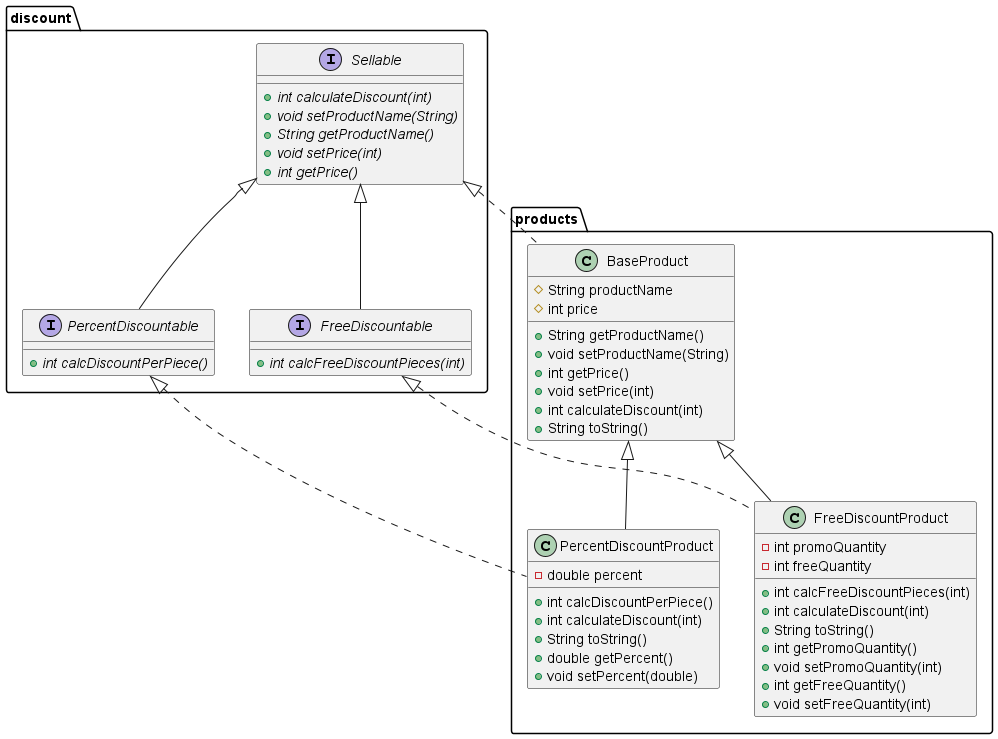 discount
I Sellable
int calculateDiscount(int)
void setProductName(String)
String getProductName()
void setPrice(int)
int getPrice()
I PercentDiscountable
int calcDiscountPerPiece()
I FreeDiscountable
int calcFreeDiscountPieces(int)
products
C BaseProduct
String productName
int price
String getProductName()
void setProductName(String)
int getPrice()
void setPrice(int)
int calculateDiscount(int)
String toString()
C PercentDiscountProduct
double percent
int calcDiscountPerPiece()
int calculateDiscount(int)
String toString()
double getPercent()
void setPercent(double)
C FreeDiscountProduct
int promoQuantity
int freeQuantity
int calcFreeDiscountPieces(int)
int calculateDiscount(int)
String toString()
int getPromoQuantity()
void setPromoQuantity(int)
int getFreeQuantity()
void setFreeQuantity(int)